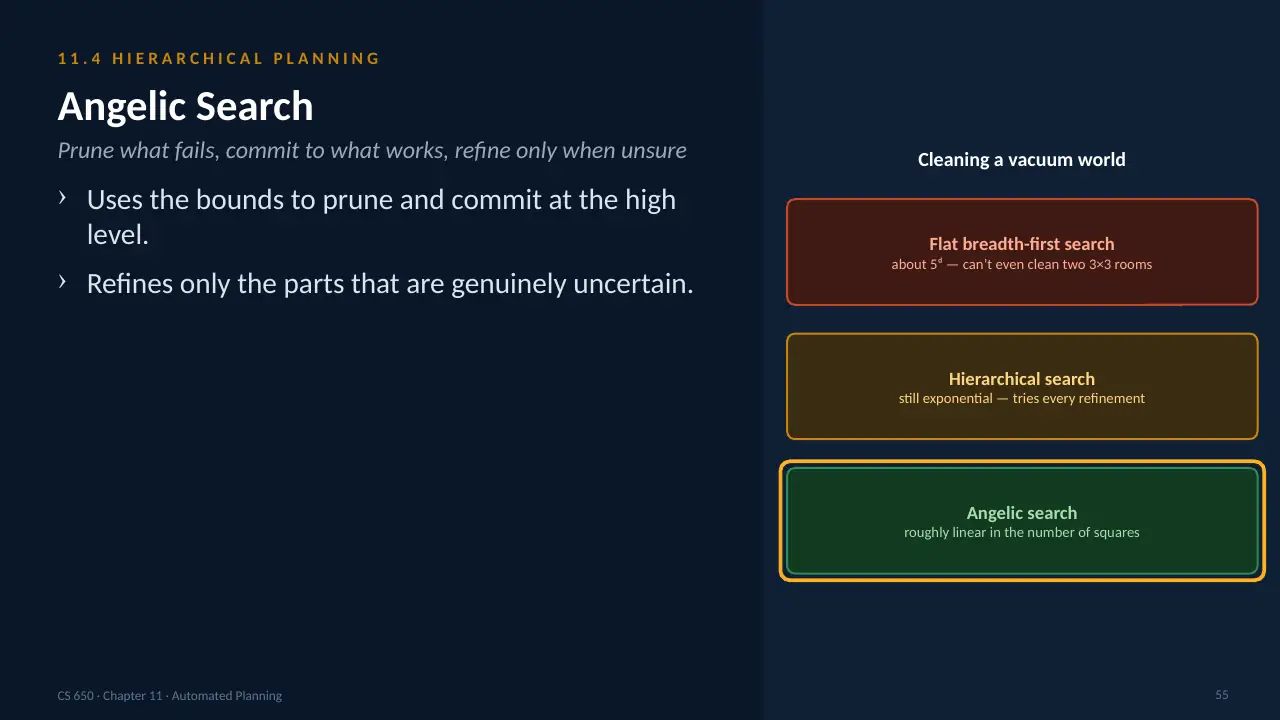 11.4 HIERARCHICAL PLANNING
Angelic Search
Prune what fails, commit to what works, refine only when unsure
› Uses the bounds to prune and commit at the high
level.
› Refines only the parts that are genuinely uncertain.
Cleaning a vacuum world
Flat breadth-first search
about 5ᵈ — can’t even clean two 3×3 rooms
Hierarchical search
still exponential — tries every refinement
Angelic search
roughly linear in the number of squares
CS 650 · Chapter 11 · Automated Planning
55